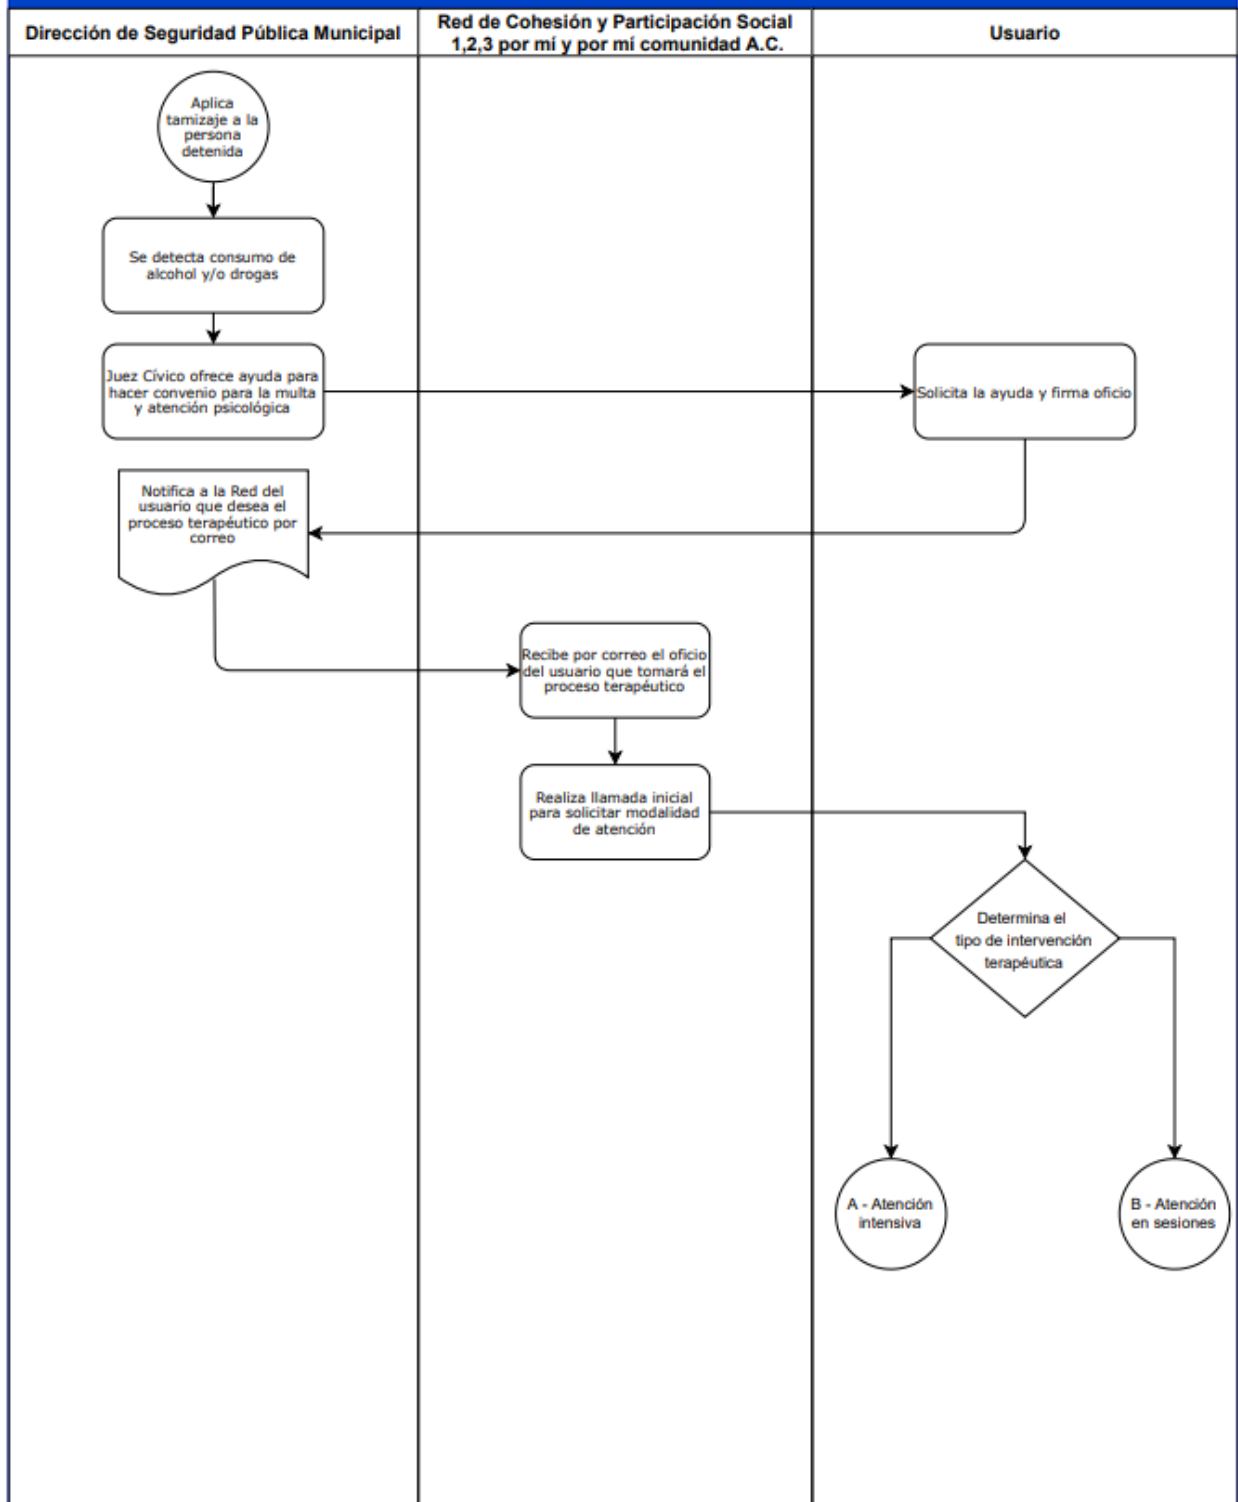 Dirección de Seguridad Pública Municipal
Red de Cohesión y Participación Social
1,2,3 por mí y por mí comunidad A.C.
Usuario
Aplica
tamizaje a la
persona
detenida
Se detecta consumo de
alcohol y/o drogas
Juez Cívico ofrece ayuda para
hacer convenio para la multa
y atención psicológica
Solicita la ayuda y firma oficio
Notifica a la Red del
usuario que desea el
proceso terapéutico por
correo
Recibe por correo el oficio
del usuario que tomará el
proceso terapéutico
Realiza llamada inicial
para solicitar modalidad
de atención
Determina el
tipo de intervención
terapéutica
A - Atención
intensiva
B - Atención
en sesiones